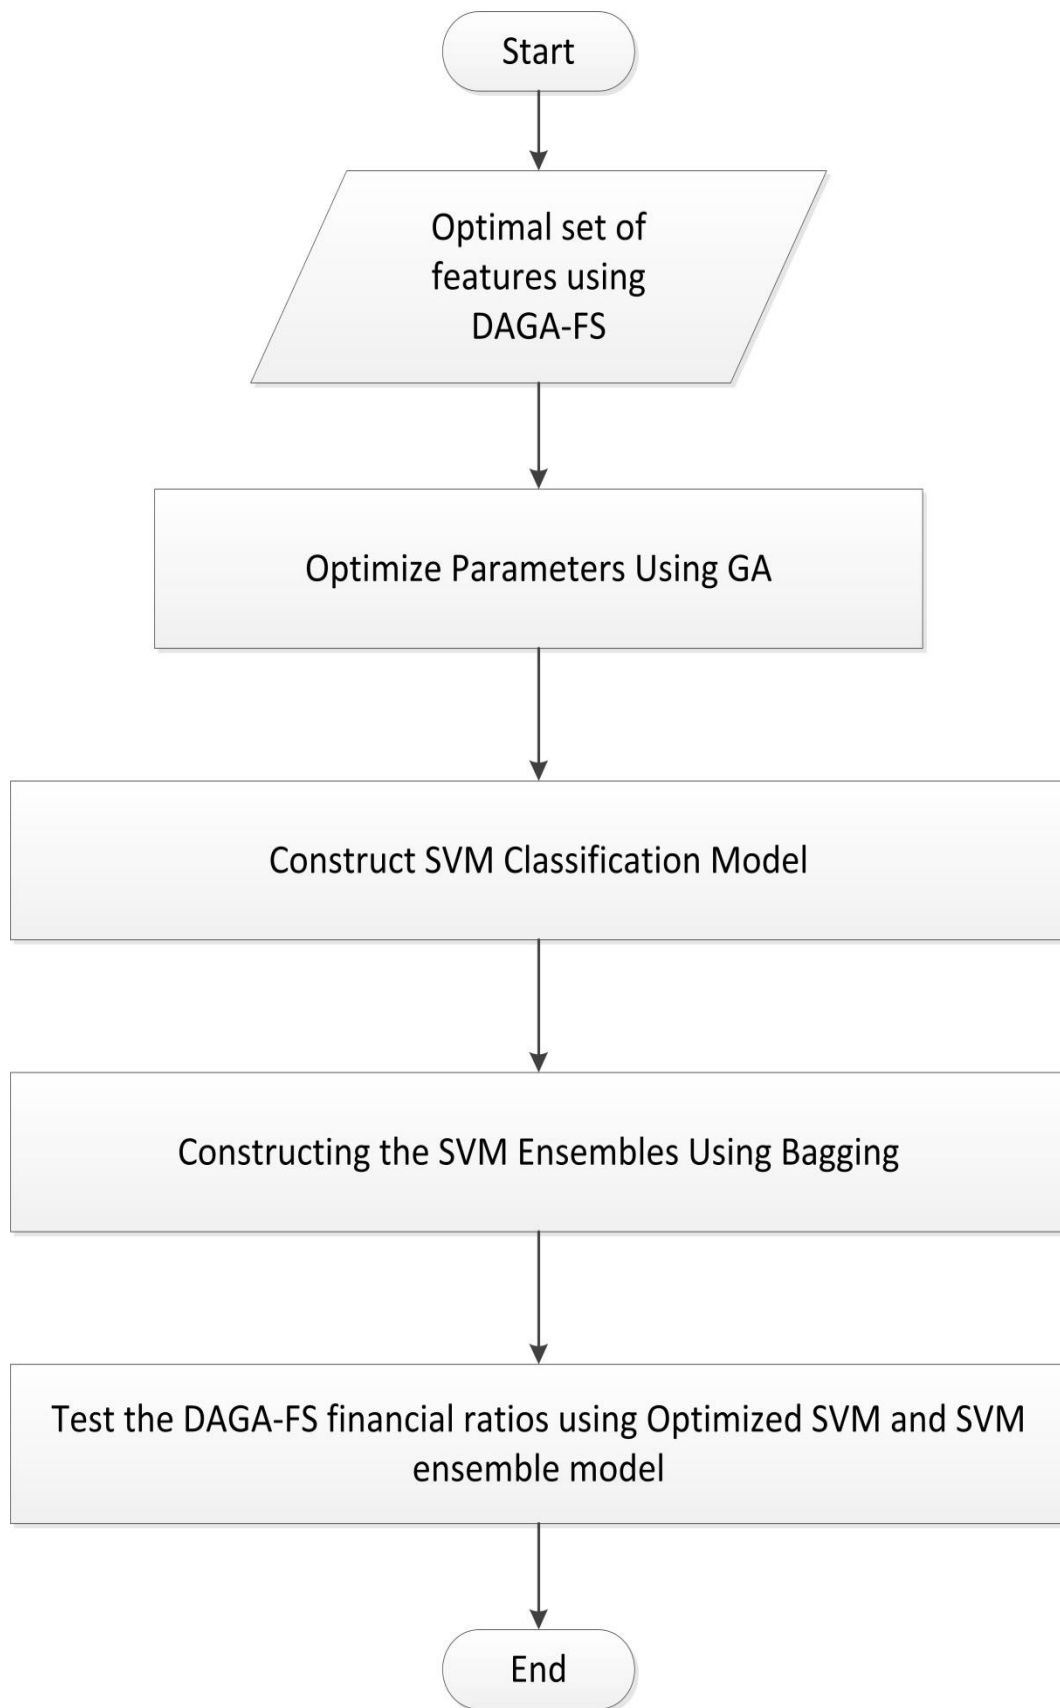 Start
Optimal set of
features using
DAGA-FS
Optimize Parameters Using GA
Construct SVM Classification Model
Constructing the SVM Ensembles Using Bagging
Test the DAGA-FS financial ratios using Optimized SVM and SVM
ensemble model
End